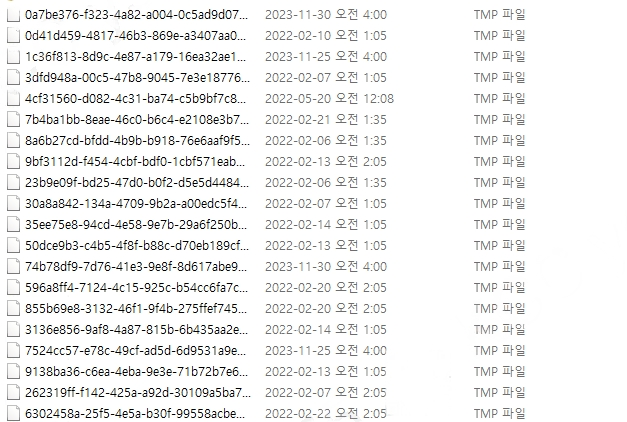 0a7be376-f323-4a82-a004-0c5ad9d07... 2023-11-30 오전 4:00 TMP 파일
0d41d459-4817-46b3-869e-a3407aa0... 2022-02-10 오전 1:05 TMP 파일
1c36f813-8d9c-4e87-a179-16ea32ae1... 2023-11-25 오전 4:00 TMP 파일
3dfd948a-00c5-47b8-9045-7e3e18776... 2022-02-07 오전 1:05 TMP 파일
4cf31560-d082-4c31-ba74-c5b9bf7c8... 2022-05-20 오전 12:08 TMP 파일
7b4ba1bb-8eae-46c0-b6c4-e2108e3b7... 2022-02-21 오전 1:35 TMP 파일
8a6b27cd-bfdd-4b9b-b918-76e6aaf9f5... 2022-02-06 오전 1:35 TMP 파일
9bf3112d-f454-4cbf-bdf0-1cbf571eab... 2022-02-13 오전 2:05 TMP 파일
23b9e09f-bd25-47d0-b0f2-d5e5d4484... 2022-02-06 오전 1:35 TMP 파일
30a8a842-134a-4709-9b2a-a00edc5f4... 2022-02-07 오전 1:05 TMP 파일
35ee75e8-94cd-4e58-9e7b-29a6f250b... 2022-02-14 오전 1:05 TMP 파일
50dce9b3-c4b5-4f8f-b88c-d70eb189cf... 2022-02-13 오전 1:05 TMP 파일
74b78df9-7d76-41e3-9e8f-8d617abe9... 2023-11-30 오전 4:00 TMP 파일
596a8ff4-7124-4c15-925c-b54cc6fa7c... 2022-02-20 오전 2:05 TMP 파일
855b69e8-3132-46f1-9f4b-275ffef745... 2022-02-20 오전 2:05 TMP 파일
3136e856-9af8-4a87-815b-6b435aa2e... 2022-02-14 오전 1:05 TMP 파일
7524cc57-e78c-49cf-ad5d-6d9531a9e... 2023-11-25 오전 4:00 TMP 파일
9138ba36-c6ea-4eba-9e3e-71b72b7e6... 2022-02-13 오전 1:05 TMP 파일
262319ff-f142-425a-a92d-30109a5ba7... 2022-02-07 오전 2:05 TMP 파일
6302458a-25f5-4e5a-b30f-99558acbe... 2022-02-22 오전 2:05 TMP 파일